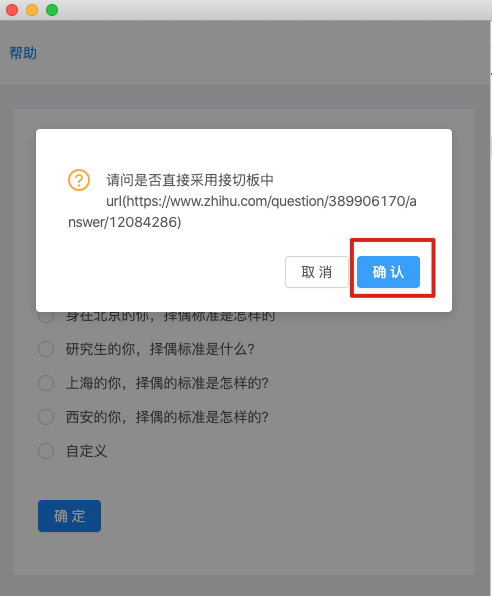 帮助
请问是否直接采用接切板中
url(https://www.zhihu.com/question/389906170/a
nswer/12084286)
取 消
确 认
身在北京的你，择偶标准是怎样的
研究生的你，择偶标准是什么?
上海的你，择偶的标准是怎样的?
西安的你，择偶的标准是怎样的?
自定义
确 定